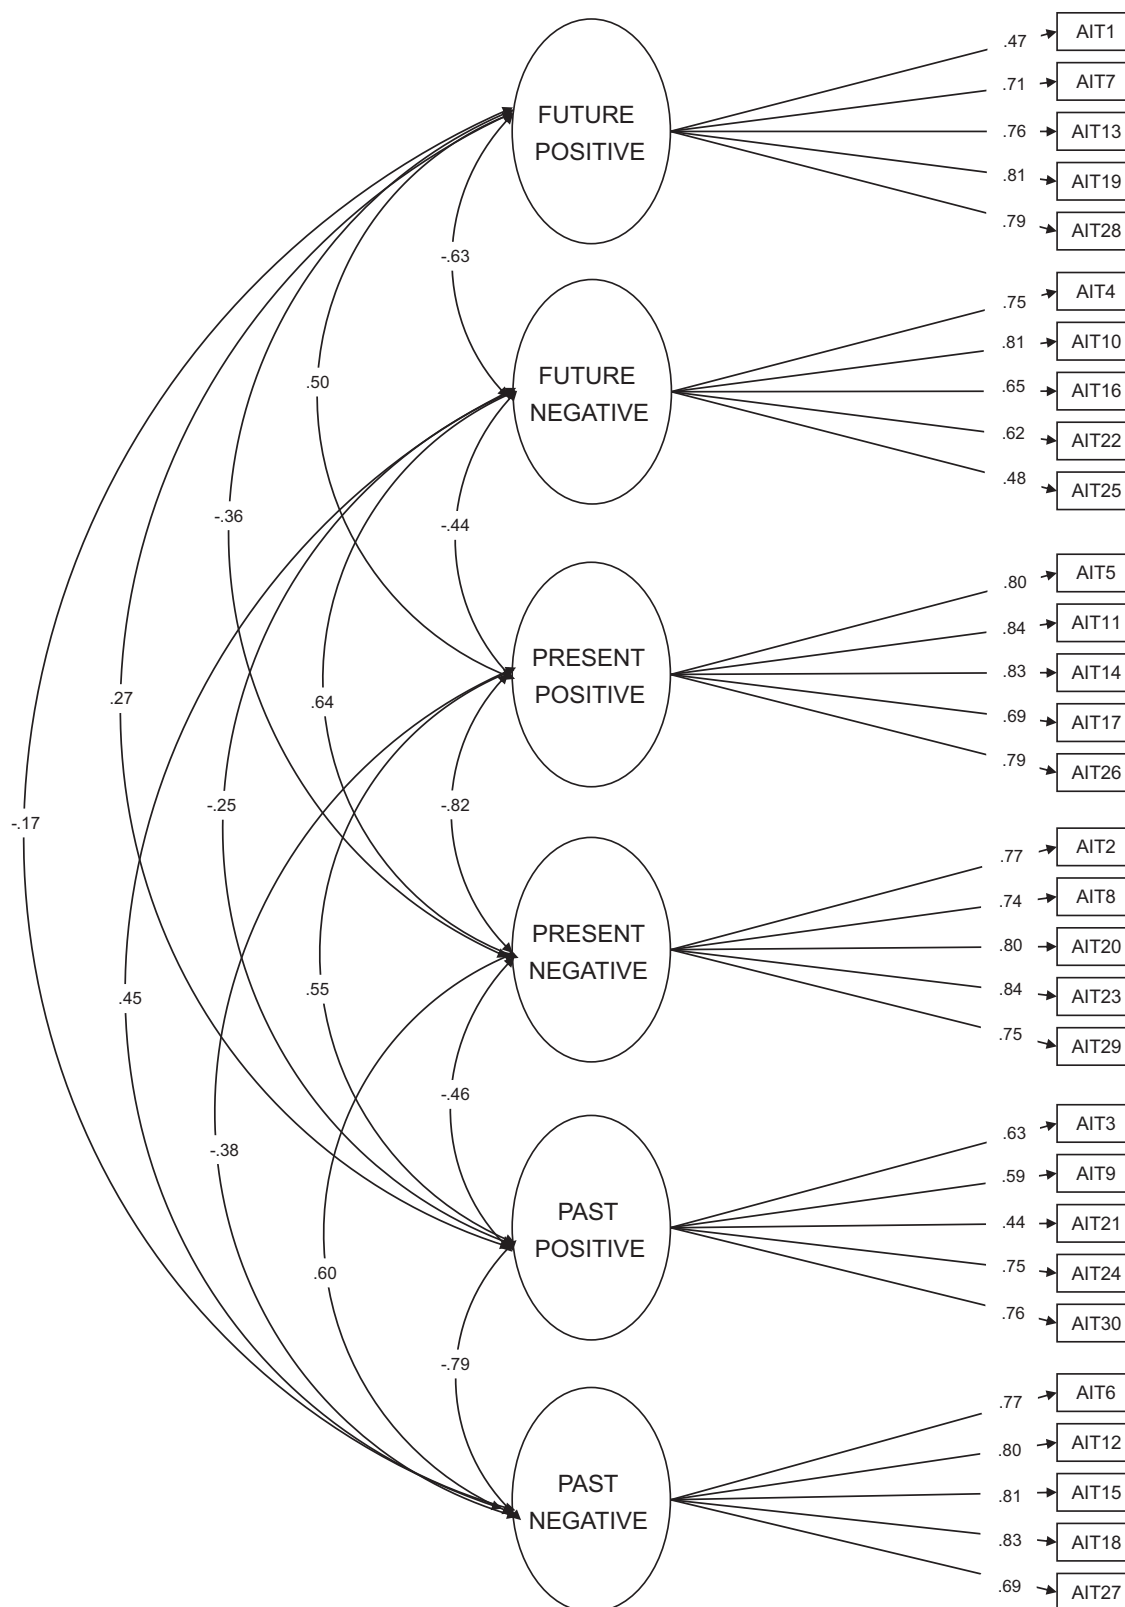 .47 AIT1
.71 AIT7
FUTURE
POSITIVE
.76 AIT13
.81 AIT19
.79 AIT28
-.63
.75 AIT4
.81 AIT10
.50
FUTURE
NEGATIVE
.65 AIT16
.62 AIT22
.48 AIT25
-.36
-.44
.80 AIT5
.84 AIT11
PRESENT
POSITIVE
.83 AIT14
.69 AIT17
.79 AIT26
.27
.64
-.25
-.82
-.17
.77 AIT2
.74 AIT8
PRESENT
NEGATIVE
.80 AIT20
.84 AIT23
.75 AIT29
.45
.55
-.46
.63 AIT3
.59 AIT9
-.38
PAST
POSITIVE
.44 AIT21
.75 AIT24
.76 AIT30
.60
-.79
.77 AIT6
.80 AIT12
PAST
NEGATIVE
.81 AIT15
.83 AIT18
.69 AIT27